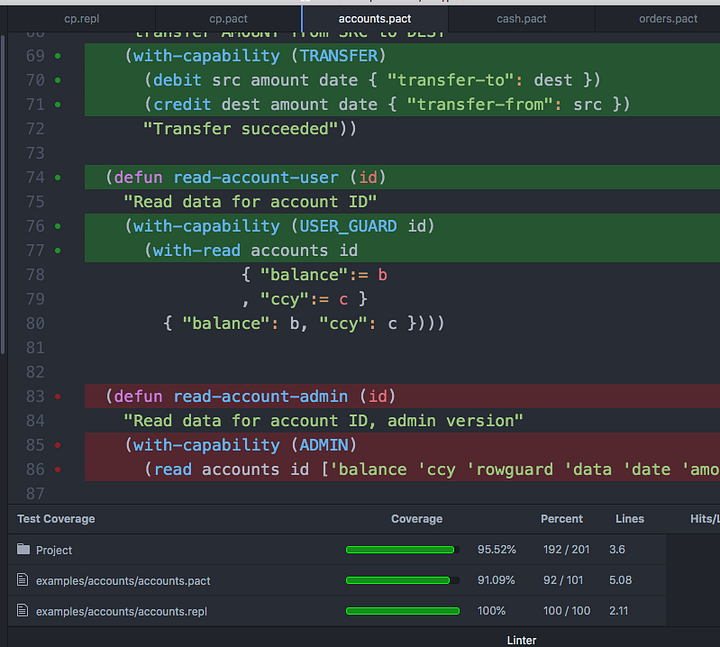 cp.repl cp.pact accounts.pact cash.pact orders.pact
68 "transfer AMOUNT from SRC to DEST"
69 (with-capability (TRANSFER)
70 (debit src amount date { "transfer-to": dest })
71 (credit dest amount date { "transfer-from": src })
72 "Transfer succeeded"))
73
74 (defun read-account-user (id)
75 "Read data for account ID"
76 (with-capability (USER_GUARD id)
77 (with-read accounts id
78 { "balance":= b
79 , "ccy":= c }
80 { "balance": b, "ccy": c })))
81
82
83 (defun read-account-admin (id)
84 "Read data for account ID, admin version"
85 (with-capability (ADMIN)
86 (read accounts id ['balance 'ccy 'rowguard 'data 'date 'amo
87
Test Coverage Coverage Percent Lines Hits/L
Project 95.52% 192 / 201 3.6
examples/accounts/accounts.pact 91.09% 92 / 101 5.08
examples/accounts/accounts.repl 100% 100 / 100 2.11
Linter